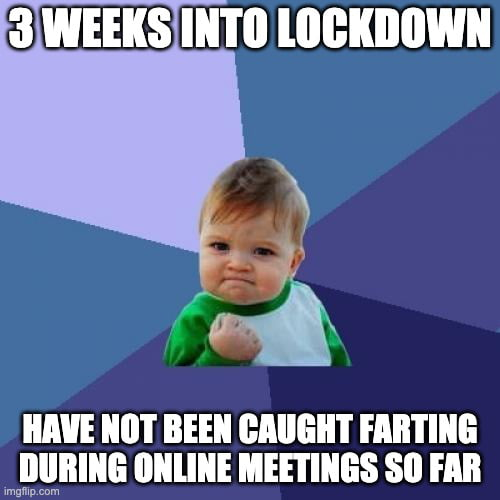 3 WEEKS INTO LOCKDOWN
HAVE NOT BEEN CAUGHT FARTING
DURING ONLINE MEETINGS SO FAR
imgflip.com